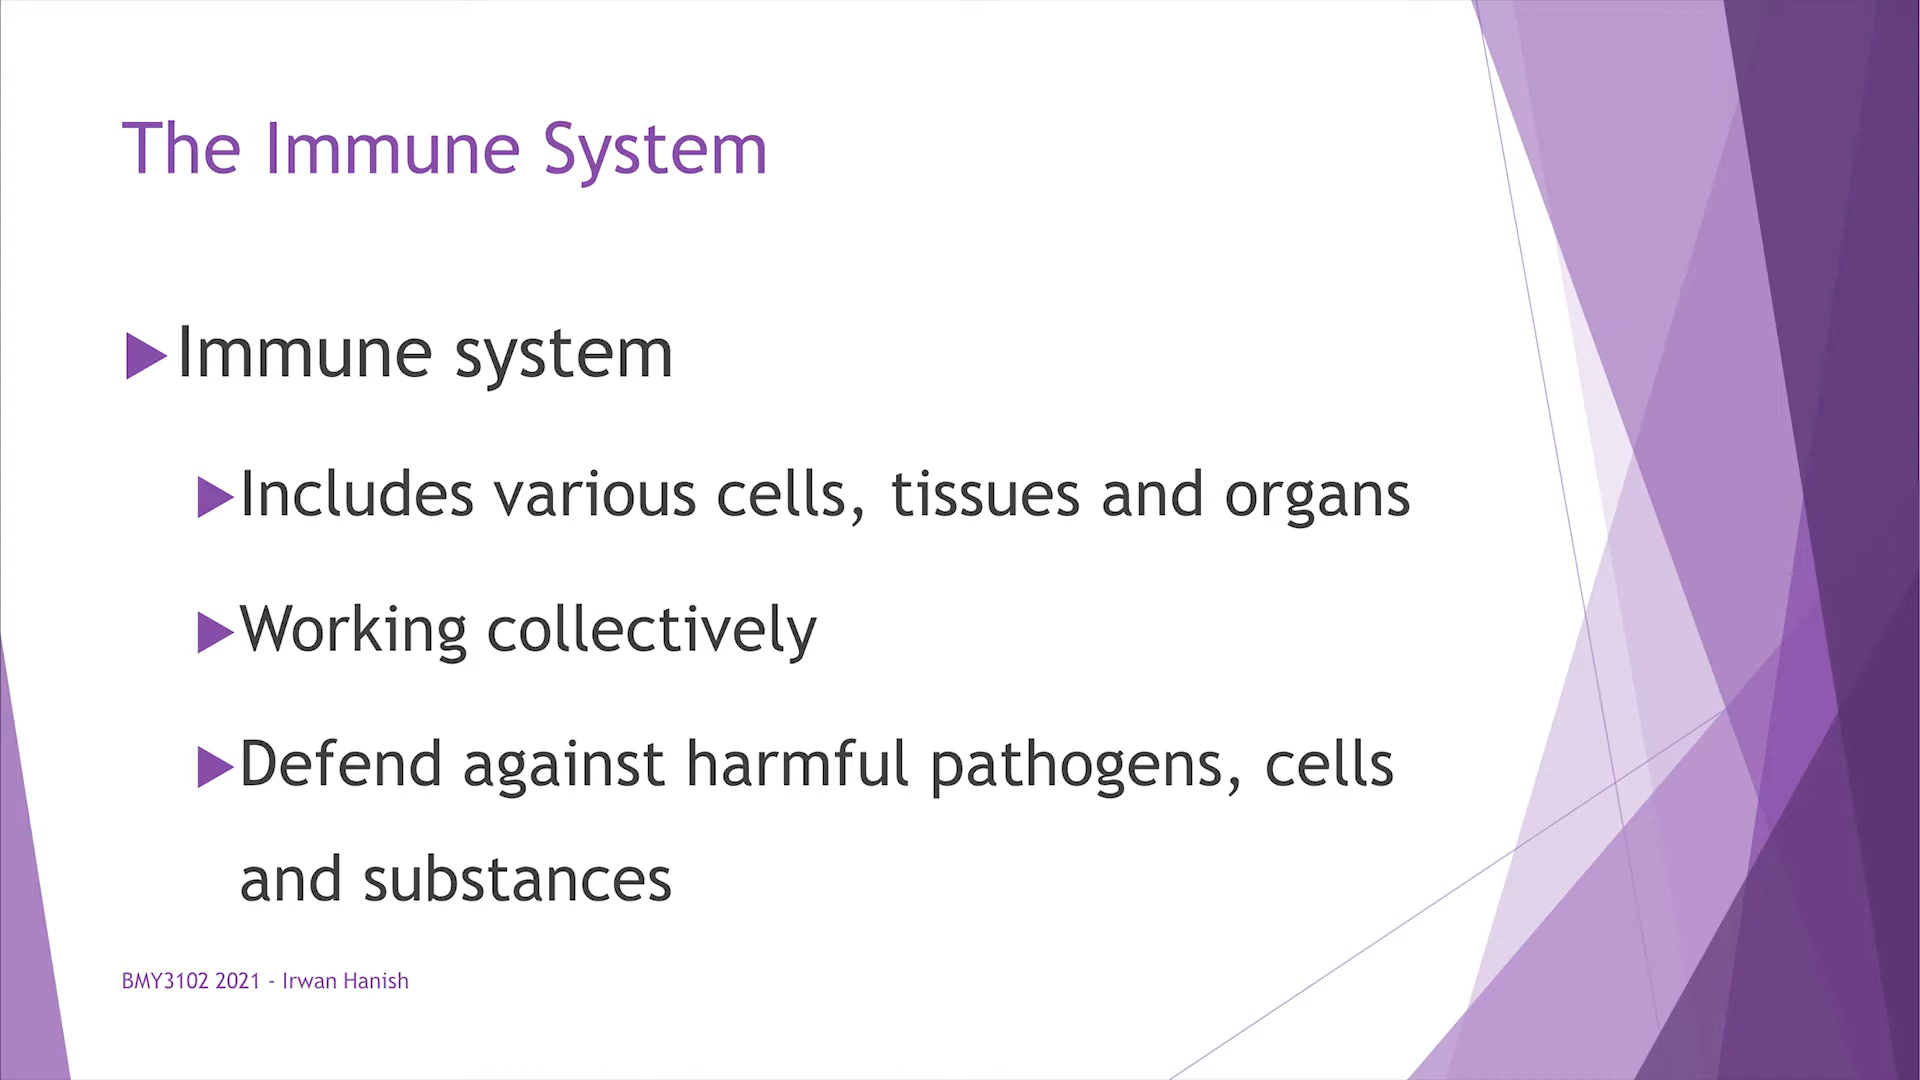 The Immune System
Immune system
Includes various cells, tissues and organs
Working collectively
Defend against harmful pathogens, cells
and substances
BMY3102 2021 - Irwan Hanish